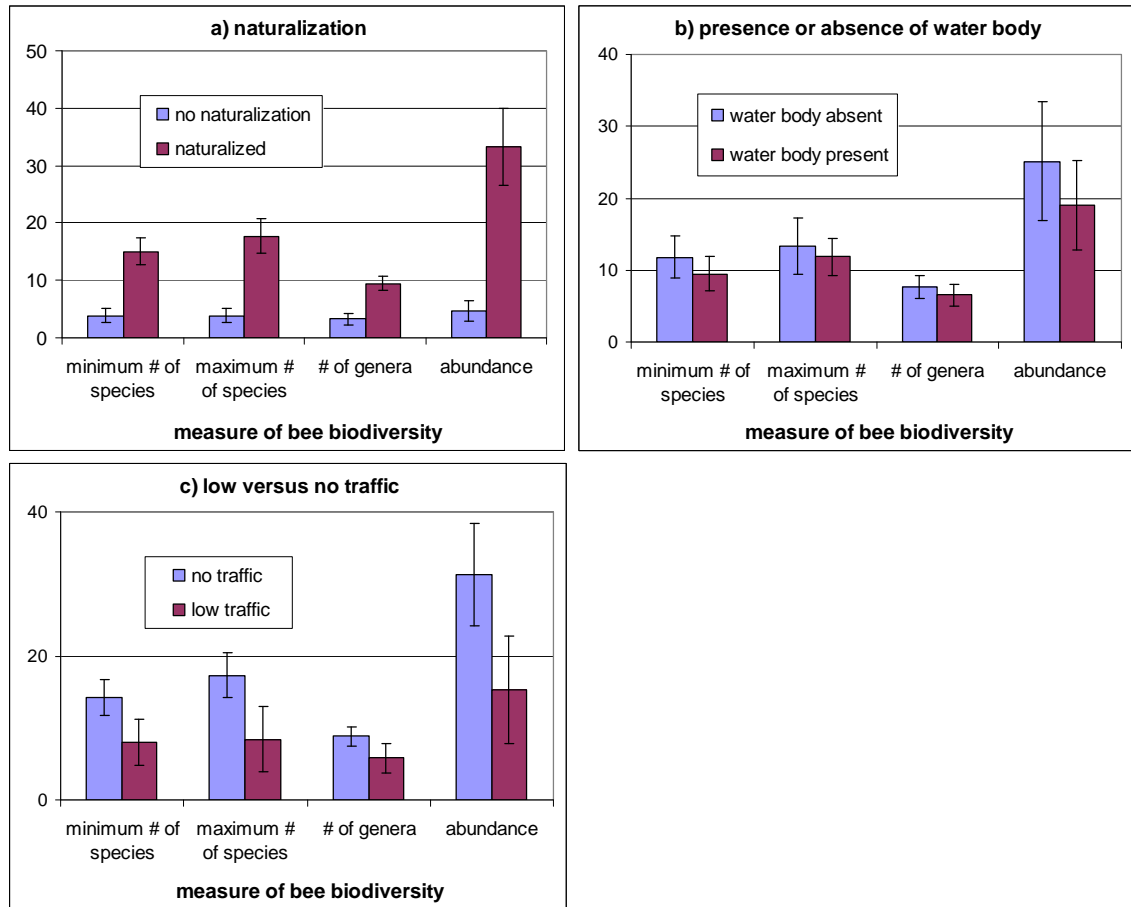 a) naturalization
50
40
30
20
10
0
no naturalization
naturalized
minimum # of
species
maximum #
of species
# of genera
abundance
measure of bee biodiversity
b) presence or absence of water body
40
30
20
10
0
water body absent
water body present
minimum # of
species
maximum #
of species
# of genera
abundance
measure of bee biodiversity
c) low versus no traffic
40
20
0
no traffic
low traffic
minimum # of
species
maximum #
of species
# of genera
abundance
measure of bee biodiversity